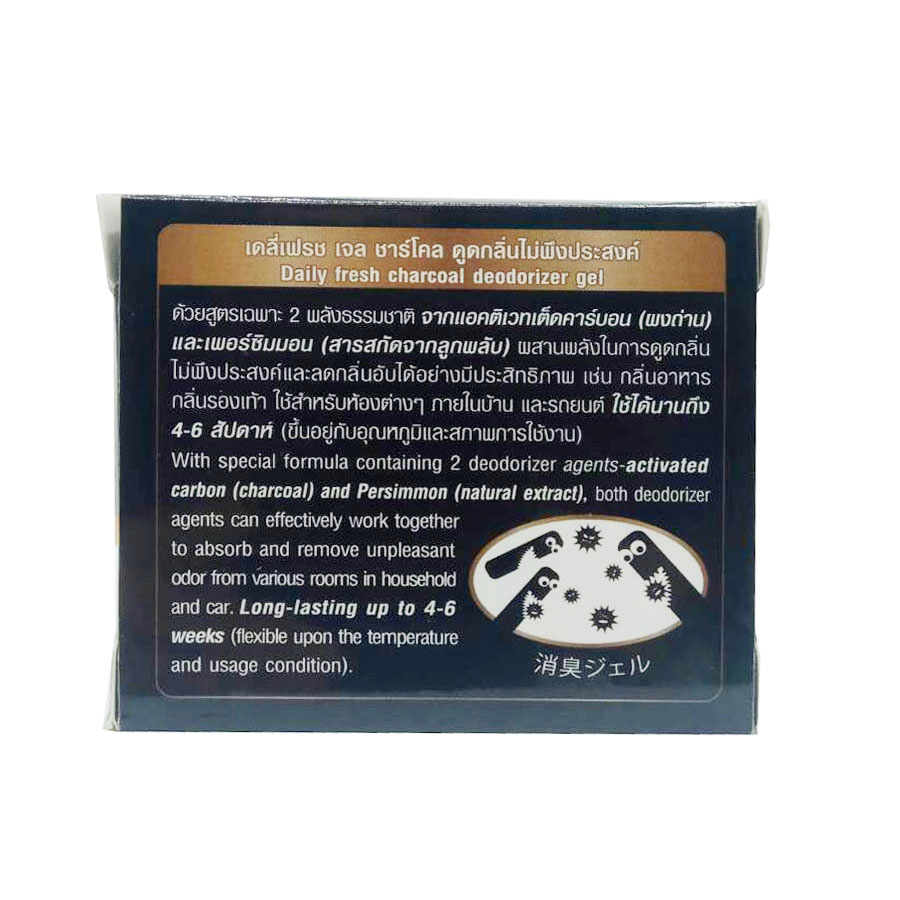 เดลี่เฟรช เจล ชาร์โคล ดูดกลิ่นไม่พึงประสงค์
Daily fresh charcoal deodorizer gel
ด้วยสูตรเฉพาะ 2 พลังธรรมชาติ จากแอคติเวทเต็ดคาร์บอน (ผงถ่าน)
และเพอร์ซิมมอน (สารสกัดจากลูกพลับ) ผสานพลังในการดูดกลิ่น
ไม่พึงประสงค์และลดกลิ่นอับได้อย่างมีประสิทธิภาพ เช่น กลิ่นอาหาร
กลิ่นรองเท้า ใช้สำหรับห้องต่างๆ ภายในบ้าน และรถยนต์ ใช้ได้นานถึง
4-6 สัปดาห์ (ขึ้นอยู่กับอุณหภูมิและสภาพการใช้งาน)
With special formula containing 2 deodorizer agents-activated
carbon (charcoal) and Persimmon (natural extract), both deodorizer
agents can effectively work together
to absorb and remove unpleasant
odor from various rooms in household
and car. Long-lasting up to 4-6
weeks (flexible upon the temperature
and usage condition).
消臭ジェル